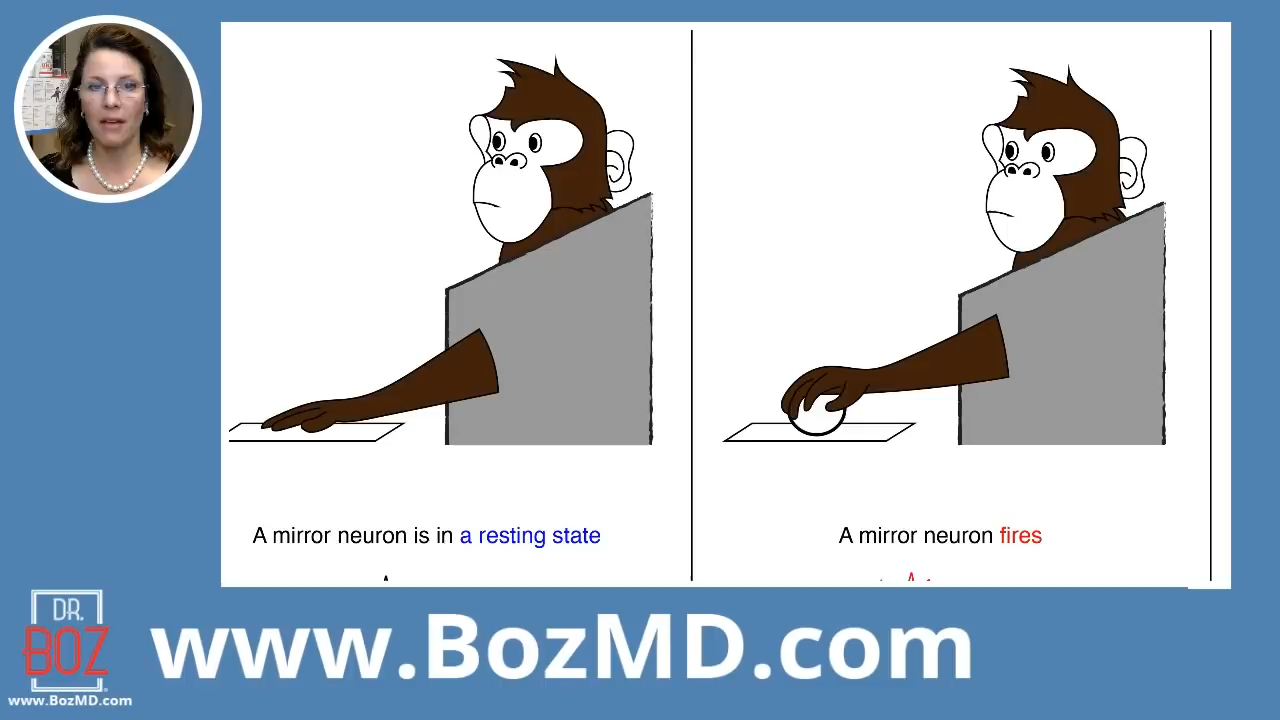 A mirror neuron is in a resting state
A mirror neuron fires
DR.
BOZ
www.BozMD.com
www.BozMD.com